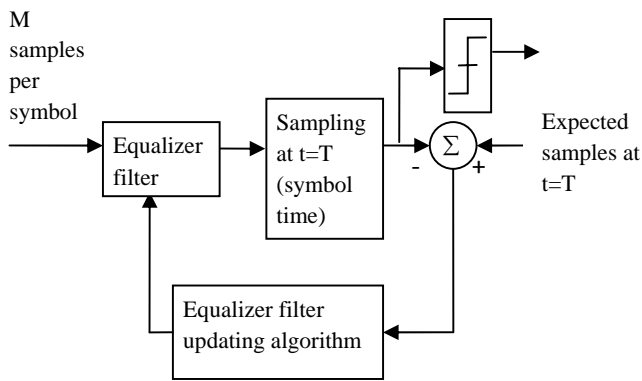 M
samples
per
symbol
Equalizer
filter
Sampling
at t=T
(symbol
time)
Σ
-
+
Expected
samples at
t=T
Equalizer filter
updating algorithm